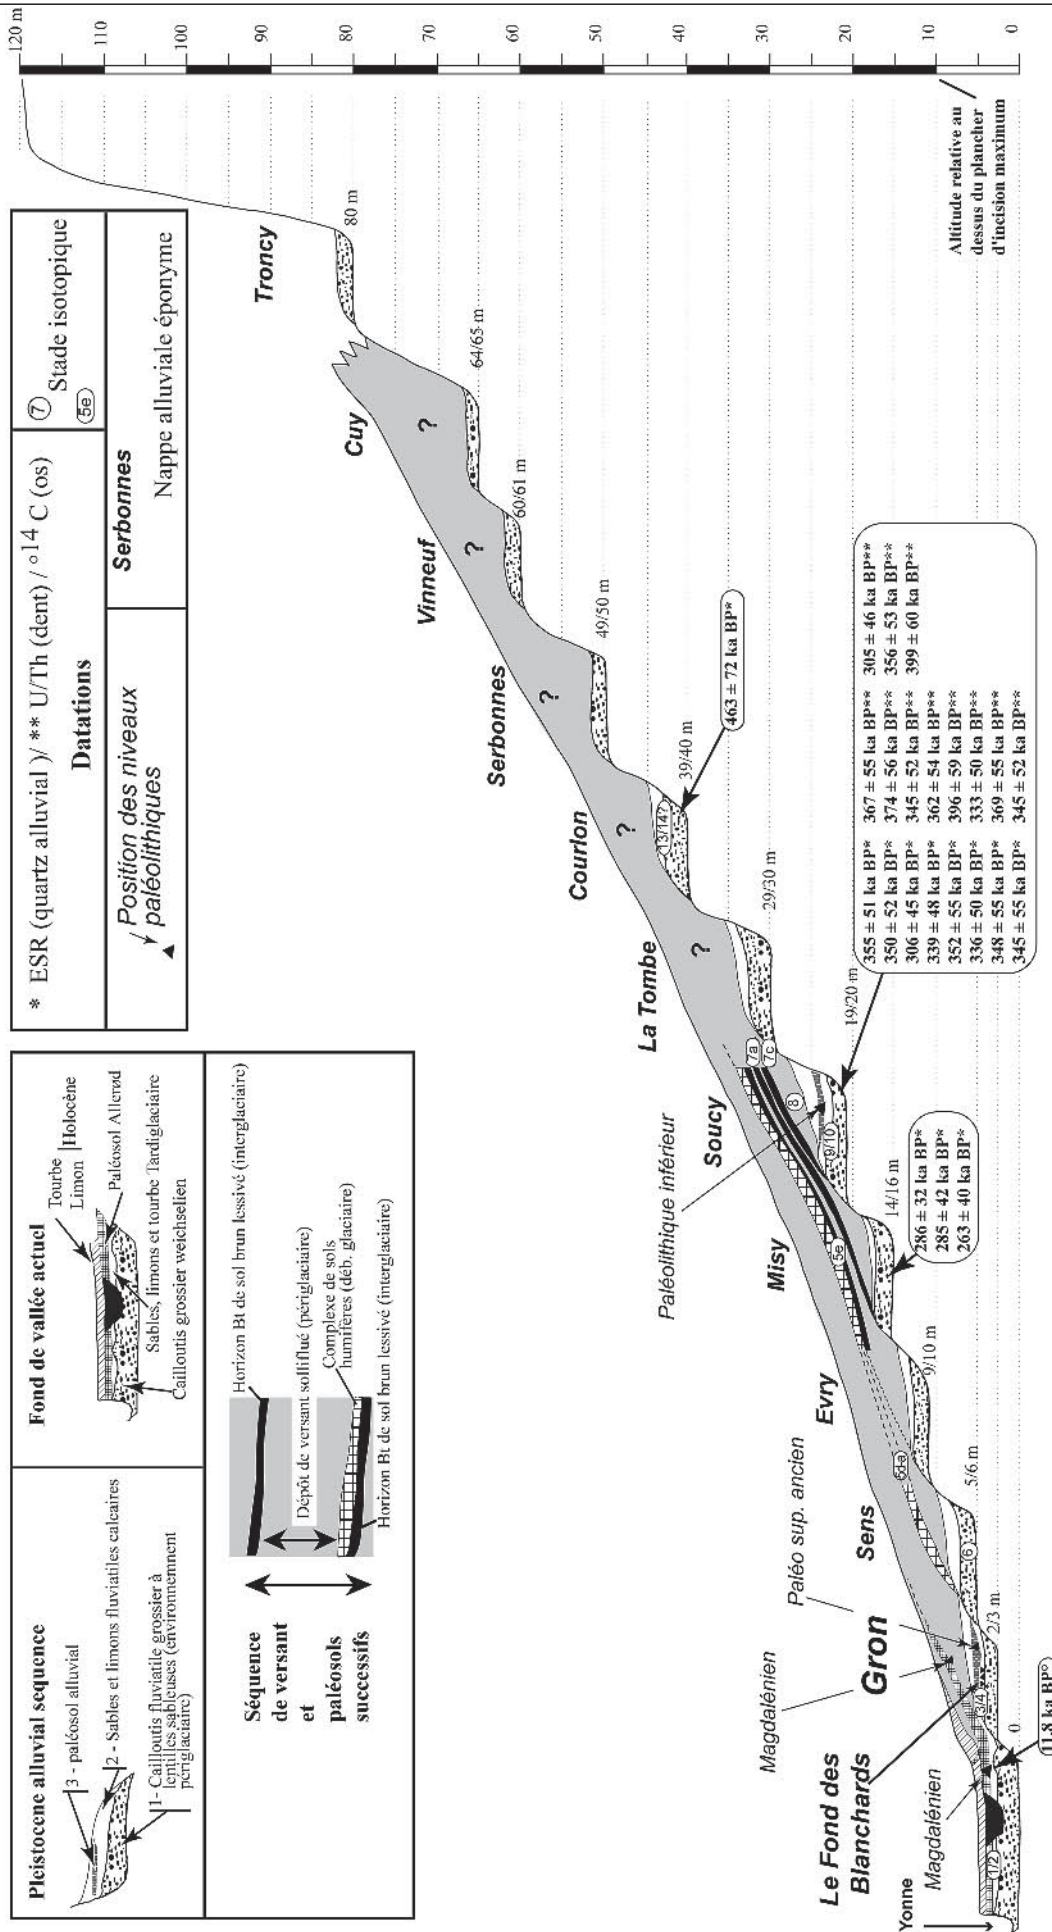 Pleistocene alluvial sequence
3 - paléosol alluvial
2 - Sables et limons fluviatiles calcaires
1- Cailloutis fluviatile grossier à
lentilles sableuses (environnemnent
périglaciaire)
Fond de vallée actuel
Tourbe
Limon
Holocène
Paléosol Allerød
Sables, limons et tourbe Tardiglaciaire
Cailloutis grossier weichselien
Séquence
de versant
et
paléosols
successifs
Horizon Bt de sol brun lessivé (interglaciaire)
Dépôt de versant soliflué (périglaciaire)
Complexe de sols
humifères (déb. glaciaire)
Horizon Bt de sol brun lessivé (interglaciaire)
* ESR (quartz alluvial )/ ** U/Th (dent) / °14 C (os)
Datations
7
5e
Stade isotopique
Position des niveaux
paléolithiques
Serbonnes
Nappe alluviale éponyme
120 m
110
100
90
80
70
60
50
40
30
20
10
0
Altitude relative au
dessus du plancher
d'incision maximum
Troncy
80 m
Cuy
?
64/65 m
Vinneuf
?
60/61 m
Serbonnes
?
49/50 m
Courlon
?
13/14?
39/40 m
463 ± 72 ka BP*
La Tombe
?
29/30 m
7a
7c
Soucy
Paléolithique inférieur
8
9/10
19/20 m
355 ± 51 ka BP* 367 ± 55 ka BP** 305 ± 46 ka BP**
350 ± 52 ka BP* 374 ± 56 ka BP** 356 ± 53 ka BP**
306 ± 45 ka BP* 345 ± 52 ka BP** 399 ± 60 ka BP**
339 ± 48 ka BP* 362 ± 54 ka BP**
352 ± 55 ka BP* 396 ± 59 ka BP**
336 ± 50 ka BP* 333 ± 50 ka BP**
348 ± 55 ka BP* 369 ± 55 ka BP**
345 ± 55 ka BP* 345 ± 52 ka BP**
Misy
5e
14/16 m
286 ± 32 ka BP*
285 ± 42 ka BP*
263 ± 40 ka BP*
Evry
5d-a
9/10 m
Sens
6
5/6 m
Paléo sup. ancien
Magdalénien
Gron
3/4
2/3 m
Le Fond des
Blanchards
Magdalénien
Yonne
1/2
0
11.8 ka BP°